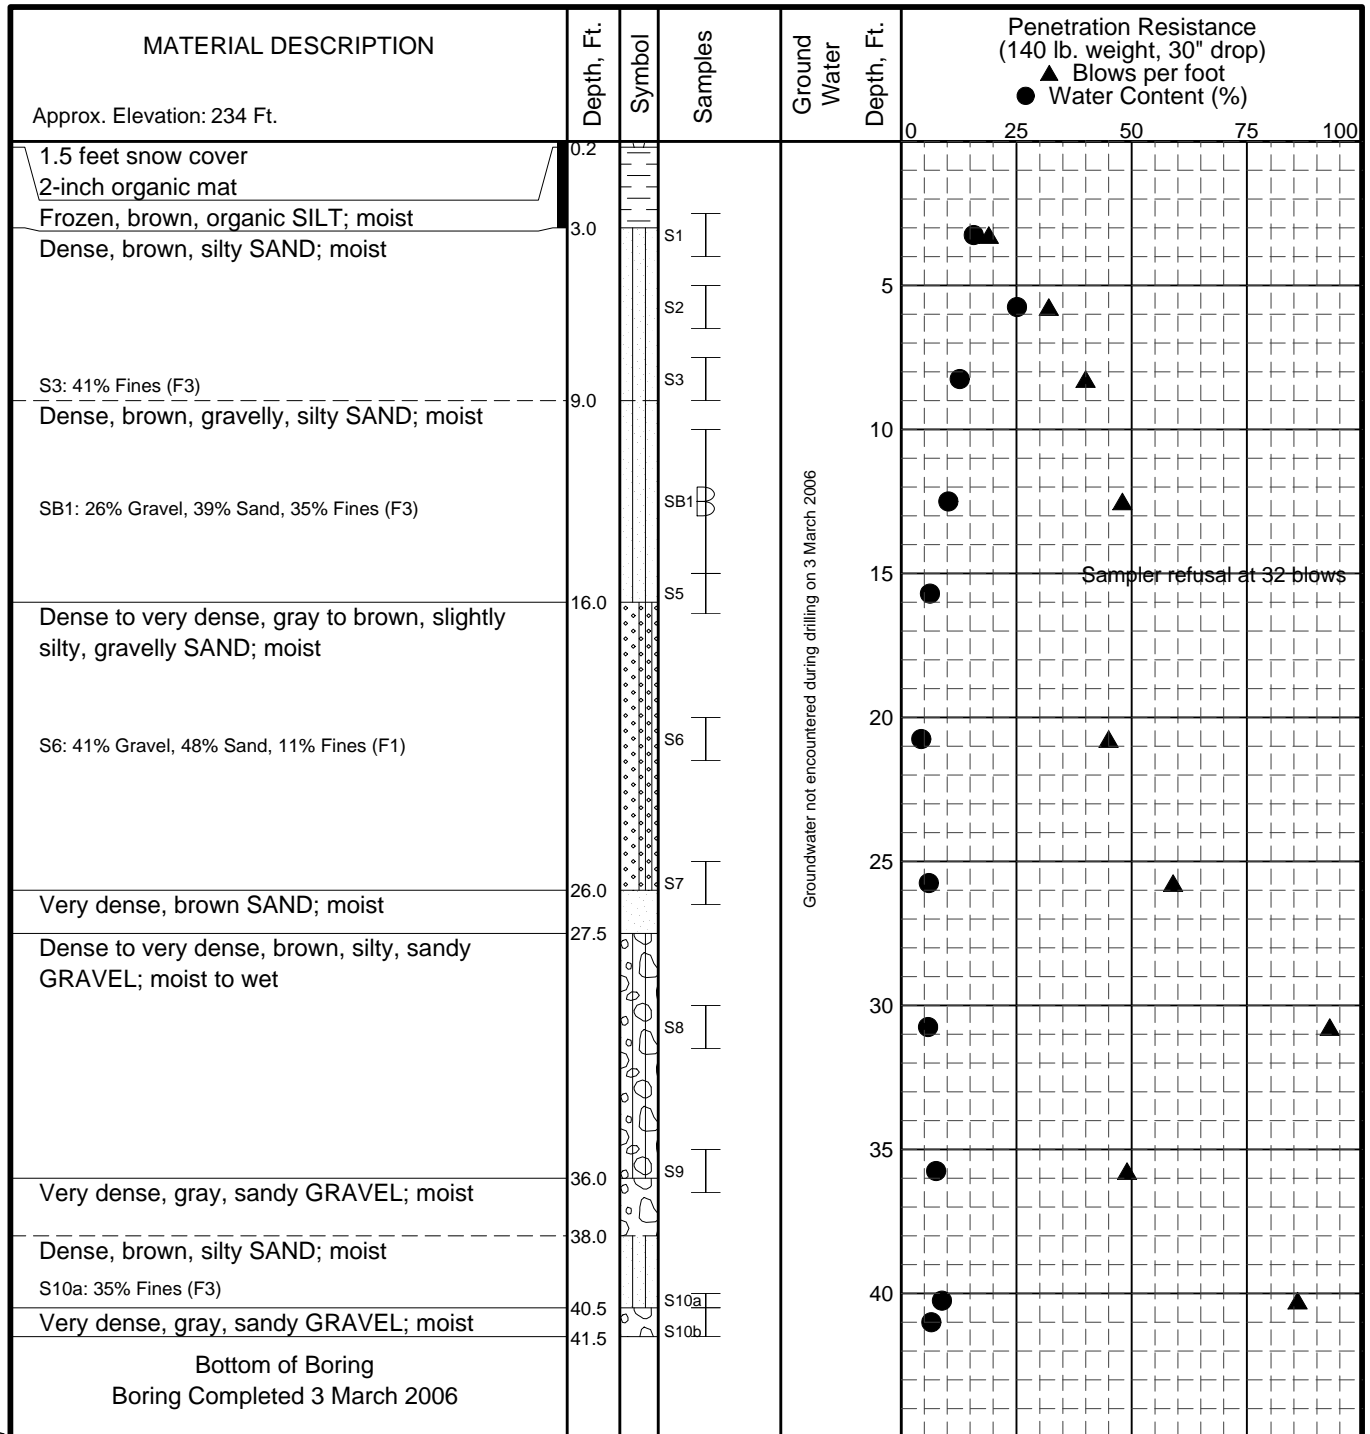 MATERIAL DESCRIPTION
Approx. Elevation: 234 Ft.
Depth, Ft.
Symbol
Samples
Ground
Water
Depth, Ft.
Penetration Resistance
(140 lb. weight, 30" drop)
▲ Blows per foot
● Water Content (%)
0 25 50 75 100
1.5 feet snow cover
0.2
2-inch organic mat
Frozen, brown, organic SILT; moist
3.0
S1
Dense, brown, silty SAND; moist
5
S2
S3
S3: 41% Fines (F3)
9.0
Dense, brown, gravelly, silty SAND; moist
10
SB1: 26% Gravel, 39% Sand, 35% Fines (F3)
SB1
Groundwater not encountered during drilling on 3 March 2006
15
Sampler refusal at 32 blows
S5
16.0
Dense to very dense, gray to brown, slightly
silty, gravelly SAND; moist
20
S6: 41% Gravel, 48% Sand, 11% Fines (F1)
S6
25
S7
26.0
Very dense, brown SAND; moist
27.5
Dense to very dense, brown, silty, sandy
GRAVEL; moist to wet
30
S8
35
S9
36.0
Very dense, gray, sandy GRAVEL; moist
38.0
Dense, brown, silty SAND; moist
S10a: 35% Fines (F3)
S10a
40
40.5
Very dense, gray, sandy GRAVEL; moist
S10b
41.5
Bottom of Boring
Boring Completed 3 March 2006